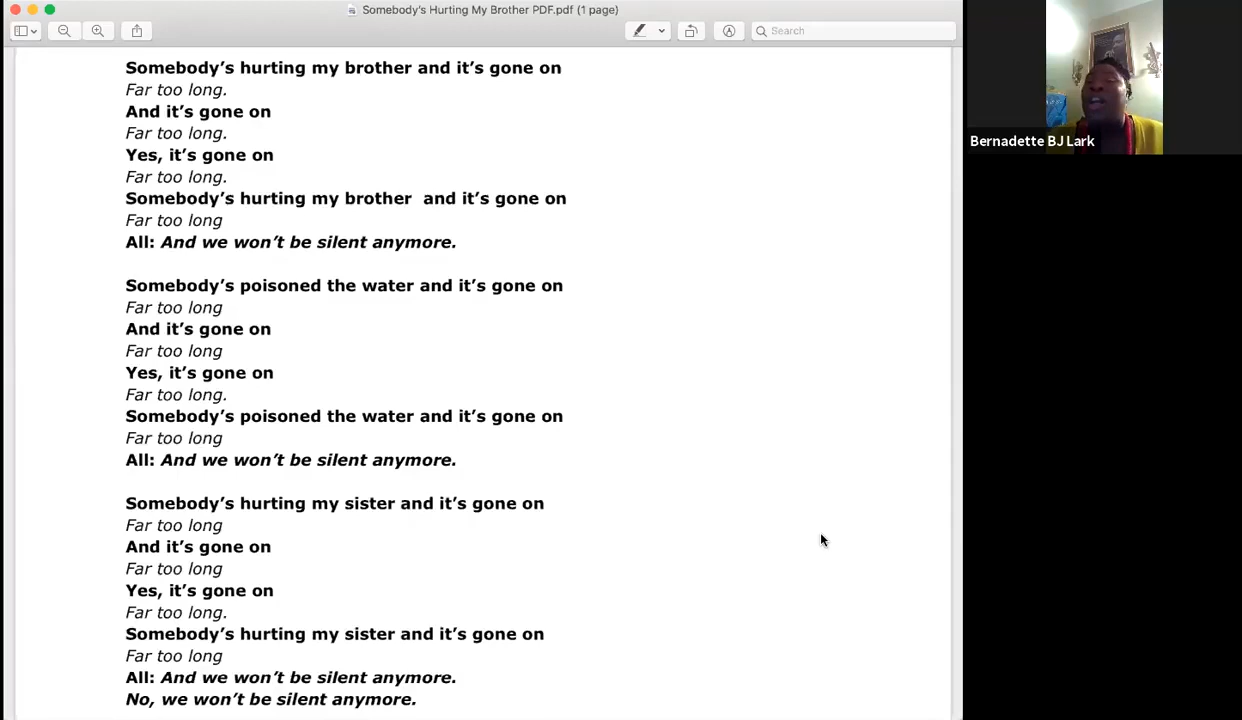 Somebody's Hurting My Brother PDF.pdf (1 page)
Search
Somebody's hurting my brother and it's gone on
Far too long.
And it's gone on
Far too long.
Yes, it's gone on
Far too long.
Somebody's hurting my brother  and it's gone on
Far too long
All: And we won't be silent anymore.
Somebody's poisoned the water and it's gone on
Far too long
And it's gone on
Far too long
Yes, it's gone on
Far too long.
Somebody's poisoned the water and it's gone on
Far too long
All: And we won't be silent anymore.
Somebody's hurting my sister and it's gone on
Far too long
And it's gone on
Far too long
Yes, it's gone on
Far too long.
Somebody's hurting my sister and it's gone on
Far too long
All: And we won't be silent anymore.
No, we won't be silent anymore.
Bernadette BJ Lark